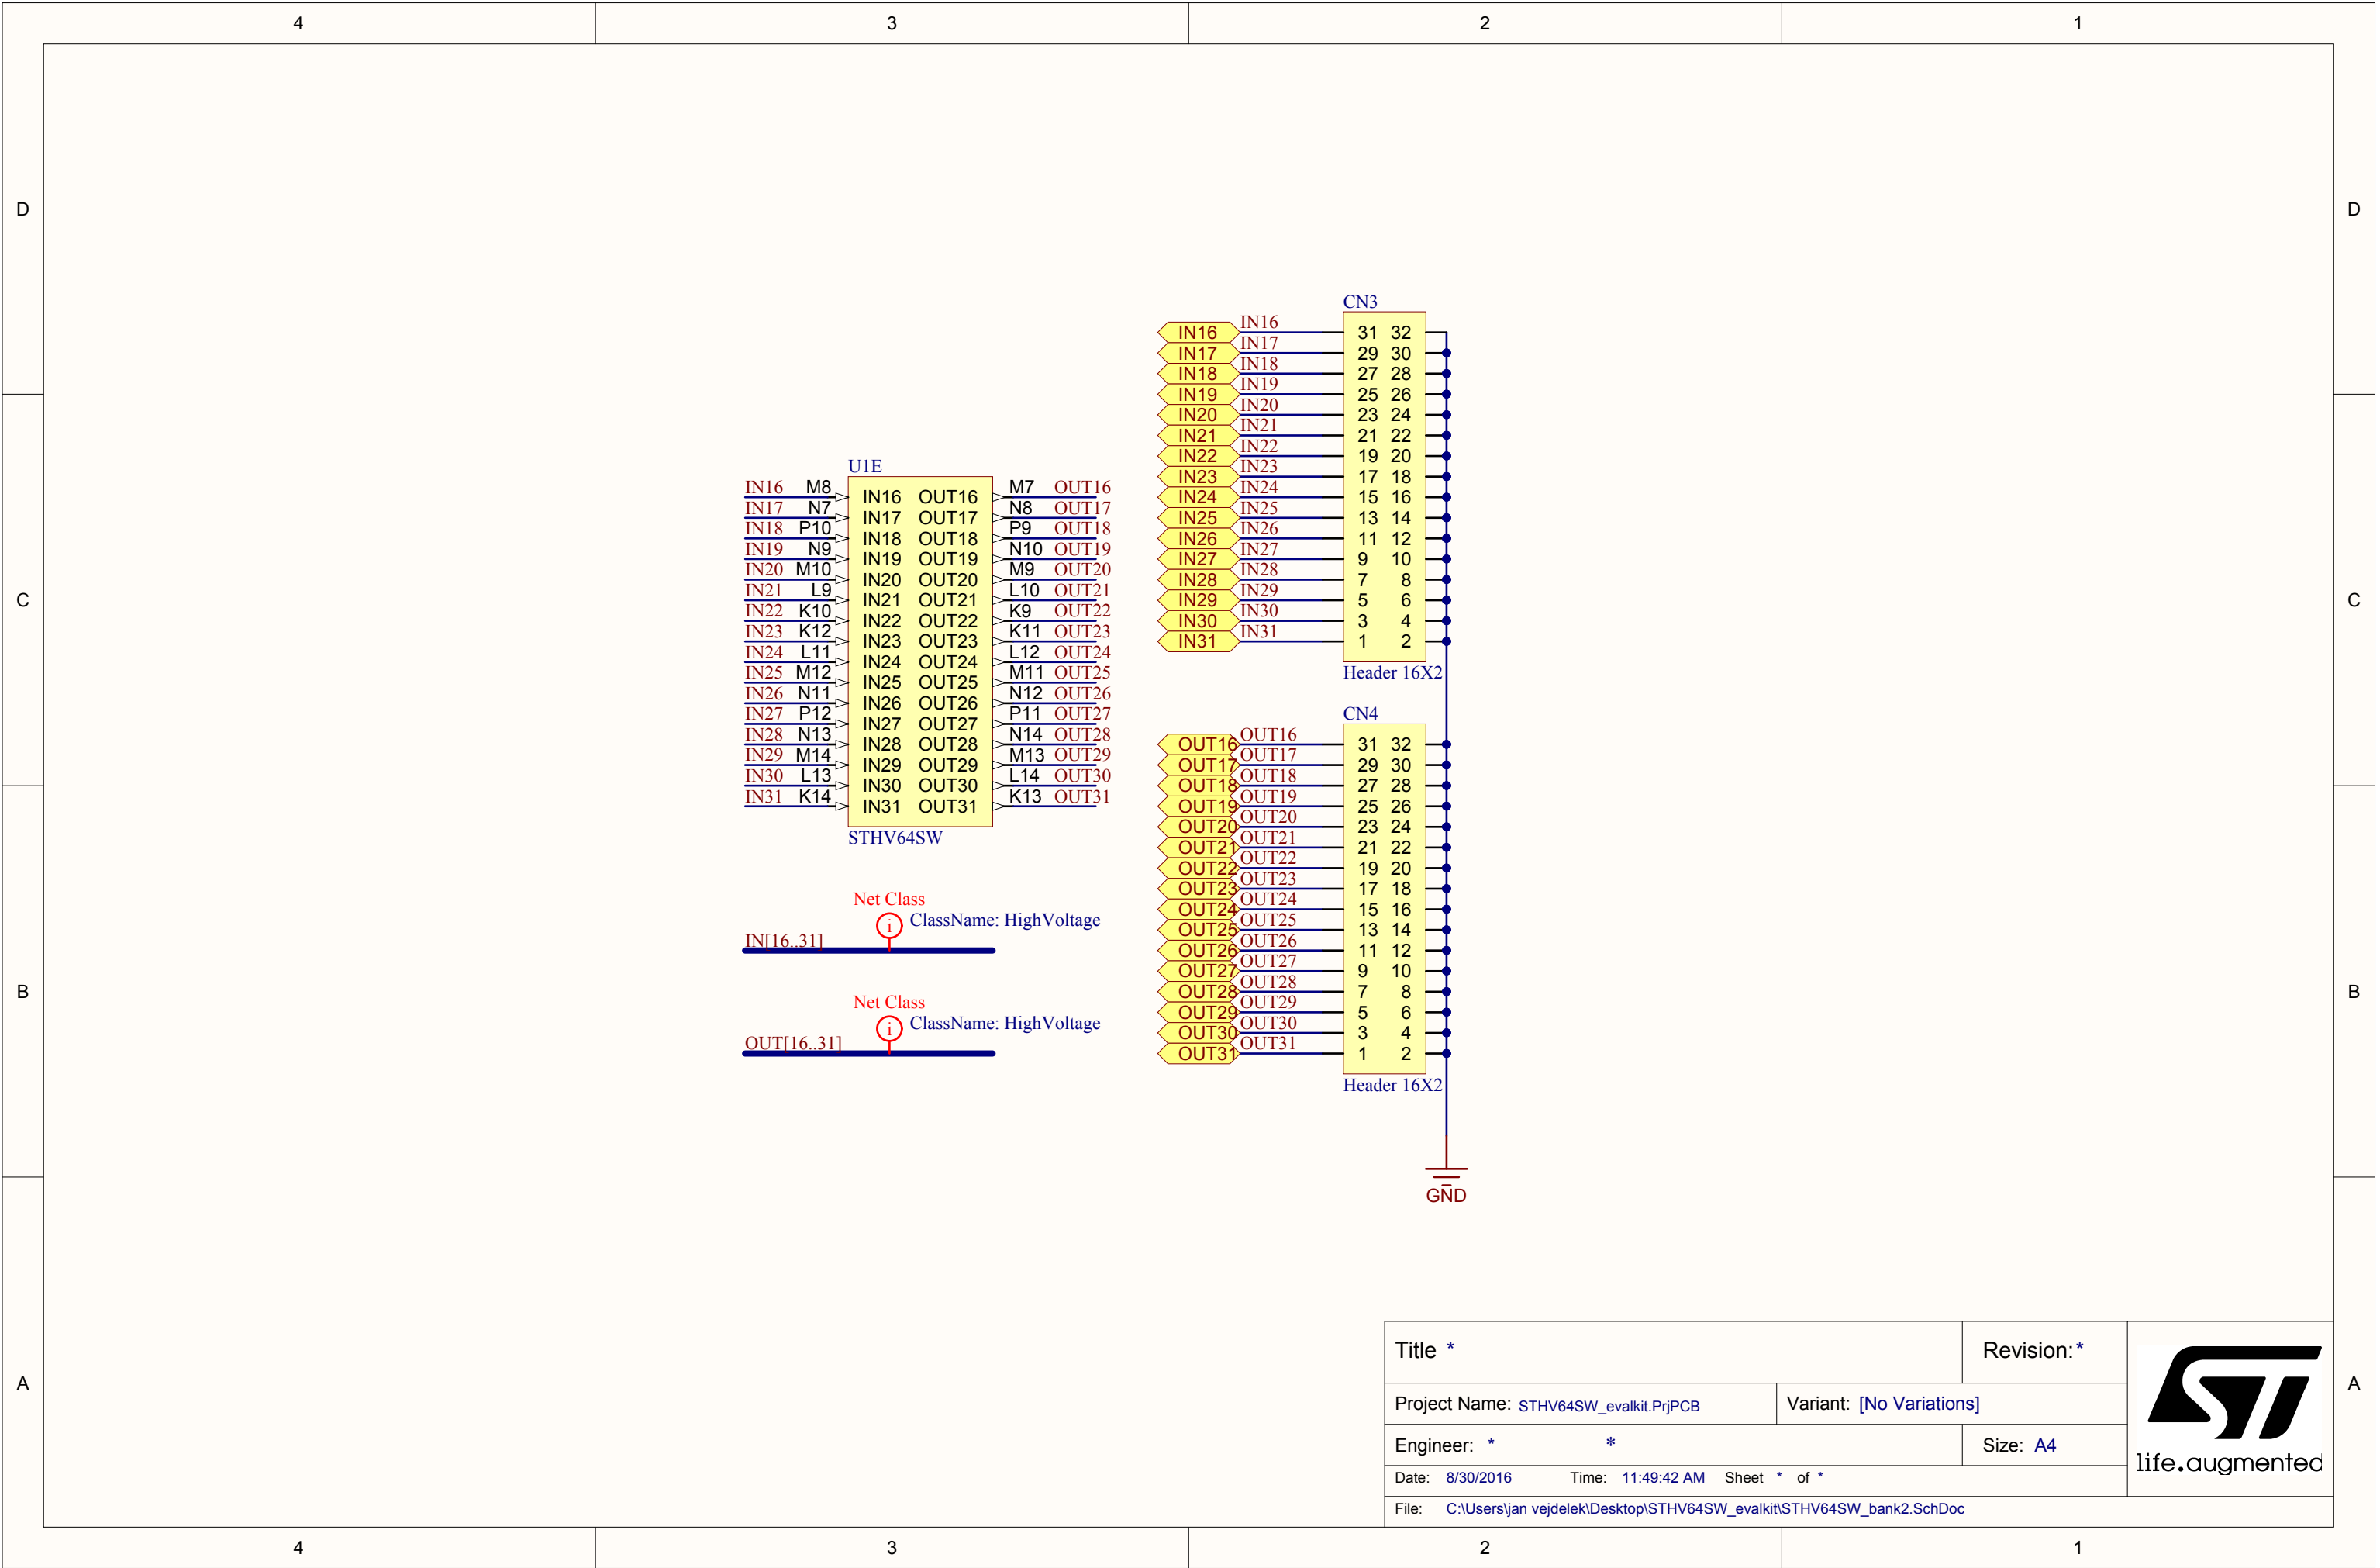 4 3 2 1
D D
CN3
IN16 IN16 31 32
IN17 IN17 29 30
IN18 IN18 27 28
IN19 IN19 25 26
IN20 IN20 23 24
IN21 IN21 21 22
IN22 IN22 19 20
IN23 IN23 17 18
IN24 IN24 15 16
IN25 IN25 13 14
IN26 IN26 11 12
IN27 IN27 9 10
IN28 IN28 7 8
IN29 IN29 5 6
IN30 IN30 3 4
IN31 IN31 1 2
Header 16X2
C C
U1E
IN16 M8 IN16 OUT16 M7 OUT16
IN17 N7 IN17 OUT17 N8 OUT17
IN18 P10 IN18 OUT18 P9 OUT18
IN19 N9 IN19 OUT19 N10 OUT19
IN20 M10 IN20 OUT20 M9 OUT20
IN21 L9 IN21 OUT21 L10 OUT21
IN22 K10 IN22 OUT22 K9 OUT22
IN23 K12 IN23 OUT23 K11 OUT23
IN24 L11 IN24 OUT24 L12 OUT24
IN25 M12 IN25 OUT25 M11 OUT25
IN26 N11 IN26 OUT26 N12 OUT26
IN27 P12 IN27 OUT27 P11 OUT27
IN28 N13 IN28 OUT28 N14 OUT28
IN29 M14 IN29 OUT29 M13 OUT29
IN30 L13 IN30 OUT30 L14 OUT30
IN31 K14 IN31 OUT31 K13 OUT31
STHV64SW
CN4
OUT16 OUT16 31 32
OUT17 OUT17 29 30
OUT18 OUT18 27 28
OUT19 OUT19 25 26
OUT20 OUT20 23 24
OUT21 OUT21 21 22
OUT22 OUT22 19 20
OUT23 OUT23 17 18
OUT24 OUT24 15 16
OUT25 OUT25 13 14
OUT26 OUT26 11 12
OUT27 OUT27 9 10
OUT28 OUT28 7 8
OUT29 OUT29 5 6
OUT30 OUT30 3 4
OUT31 OUT31 1 2
Header 16X2
Net Class
i ClassName: HighVoltage
IN[16..31]
Net Class
i ClassName: HighVoltage
OUT[16..31]
B B
GND
A A
Title * Revision:*
Project Name: STHV64SW_evalkit.PrjPCB Variant: [No Variations]
Engineer: * * Size: A4
Date: 8/30/2016 Time: 11:49:42 AM Sheet * of *
File: C:\Users\jan vejdelek\Desktop\STHV64SW_evalkit\STHV64SW_bank2.SchDoc
ST
life.augmented
4 3 2 1